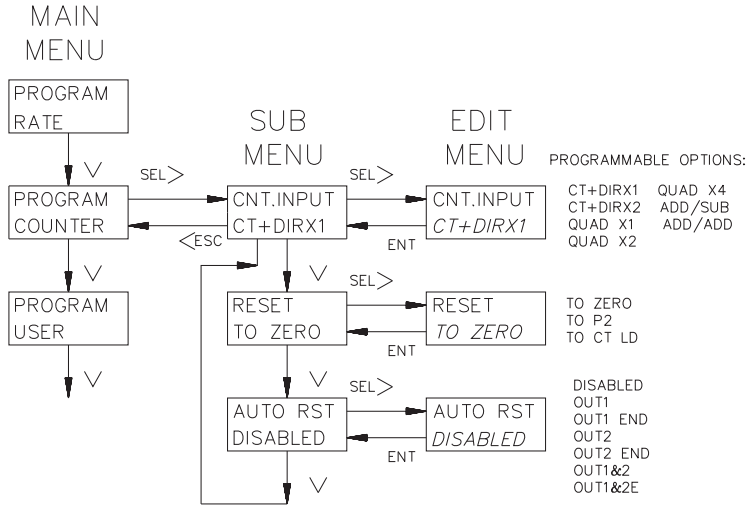 MAIN
MENU
PROGRAM
RATE
SUB
MENU
EDIT
MENU
PROGRAMMABLE OPTIONS:
SEL>
SEL>
PROGRAM
COUNTER
CNT.INPUT
CT+DIRX1
CNT.INPUT
CT+DIRX1
CT+DIRX1 QUAD X4
CT+DIRX2 ADD/SUB
QUAD X1 ADD/ADD
QUAD X2
<ESC
ENT
SEL>
PROGRAM
USER
RESET
TO ZERO
RESET
TO ZERO
TO ZERO
TO P2
TO CT LD
ENT
SEL>
AUTO RST
DISABLED
AUTO RST
DISABLED
DISABLED
OUT1
OUT1 END
OUT2
OUT2 END
OUT1&2
OUT1&2E
ENT